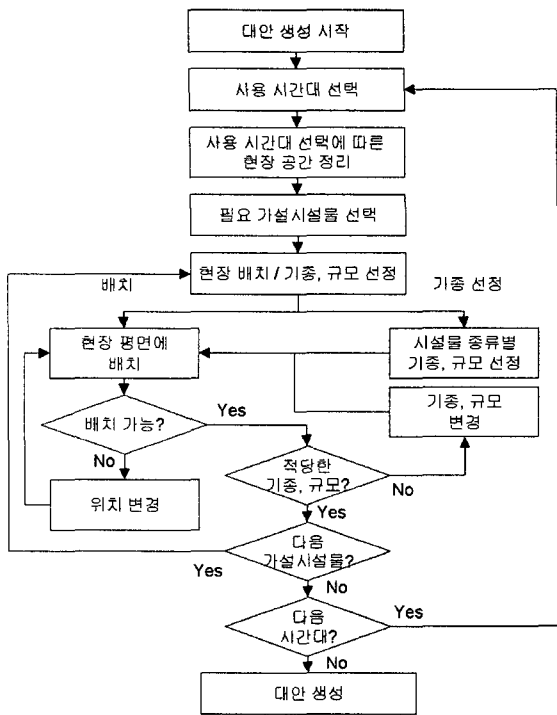 대안 생성 시작
사용 시간대 선택
사용 시간대 선택에 따른
현장 공간 정리
필요 가설시설물 선택
배치
현장 배치 / 기종, 규모 선정
기종 선정
현장 평면에
배치
시설물 종류별
기종, 규모 선정
배치 가능?
Yes
기종, 규모
변경
No
적당한
기종, 규모?
No
위치 변경
Yes
다음
가설시설물?
Yes
No
다음
시간대?
Yes
No
대안 생성